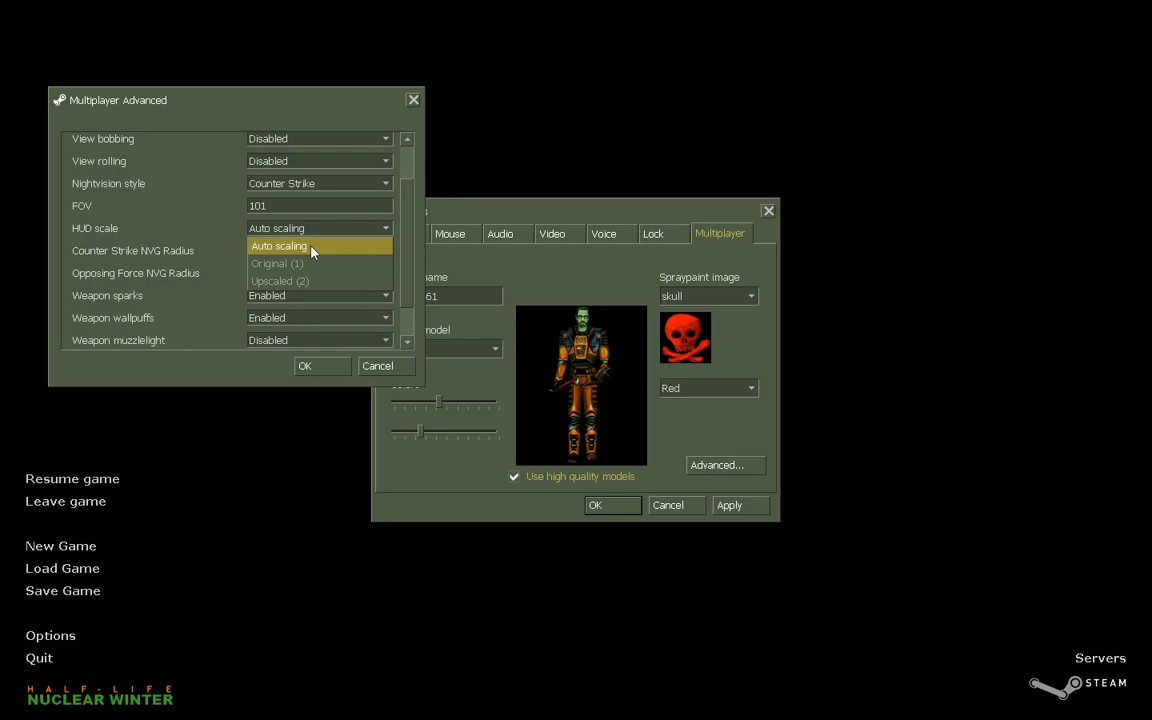 Multiplayer Advanced
View bobbing Disabled
View rolling Disabled
Nightvision style Counter Strike
FOV 101
HUD scale Auto scaling
Auto scaling
Counter Strike NVG Radius
Original (1)
Opposing Force NVG Radius
Upscaled (2)
Weapon sparks Enabled
Weapon wallpuffs Enabled
Weapon muzzlelight Disabled
OK Cancel
s
Mouse Audio Video Voice Lock Multiplayer
name Spraypaint image
61 skull
model
Red
Advanced...
Use high quality models
OK Cancel Apply
Resume game
Leave game
New Game
Load Game
Save Game
Options
Quit
HALF-LIFE
NUCLEAR WINTER
Servers
STEAM